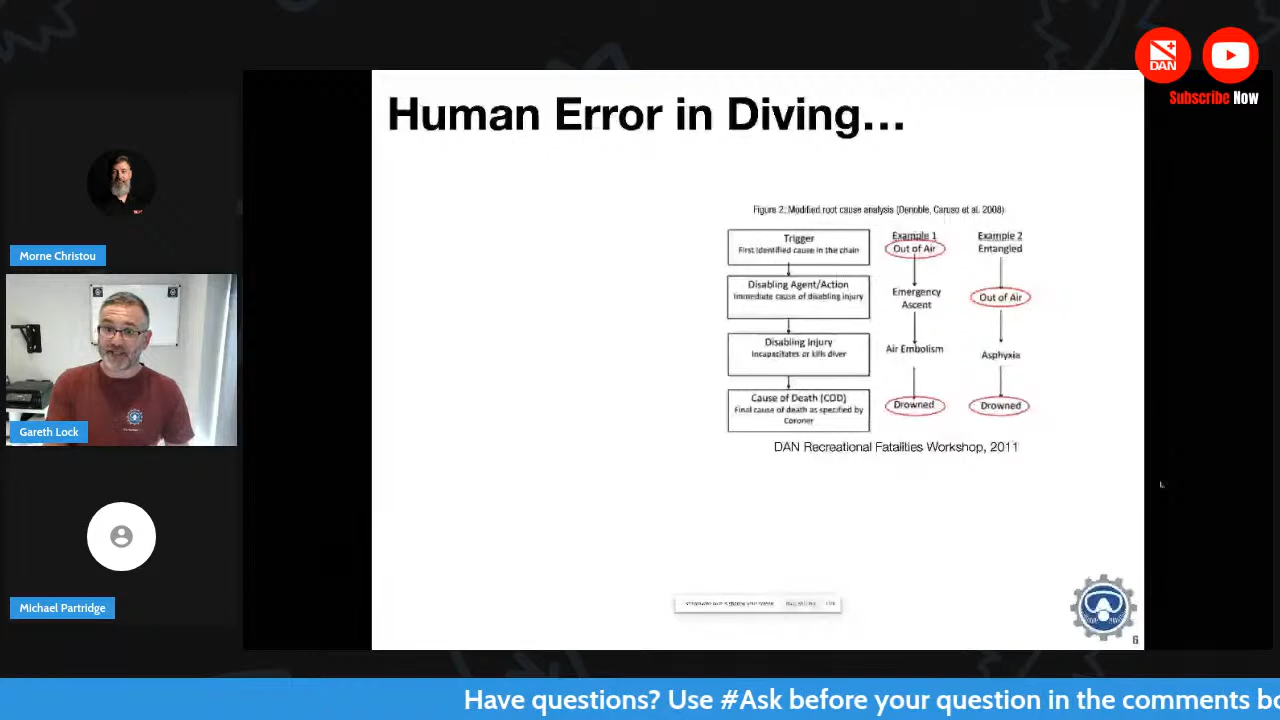 DAN
Subscribe Now
Human Error in Diving…
Morne Christou
Gareth Lock
Michael Partridge
Figure 2: Modified root cause analysis (Denoble, Caruso et al. 2008)
Trigger
First identified cause in the chain
Disabling Agent/Action
Immediate cause of disabling injury
Disabling Injury
Incapacitates or kills diver
Cause of Death (COD)
Final cause of death as specified by
Coroner
Example 1
Out of Air
Emergency
Ascent
Air Embolism
Drowned
Example 2
Entangled
Out of Air
Asphyxia
Drowned
DAN Recreational Fatalities Workshop, 2011
6
Have questions? Use #Ask before your question in the comments bo